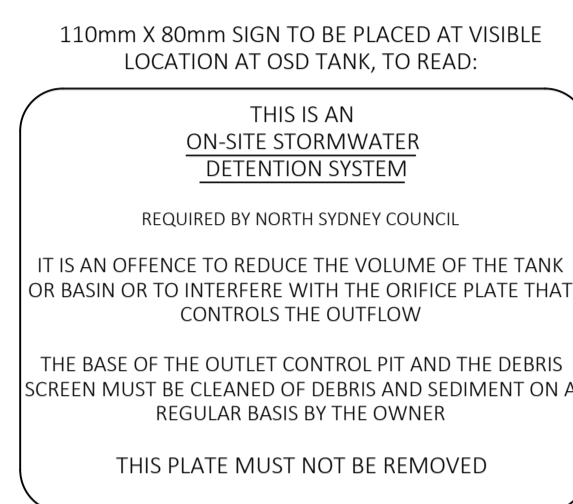 110mm X 80mm SIGN TO BE PLACED AT VISIBLE
LOCATION AT OSD TANK, TO READ:
THIS IS AN
ON-SITE STORMWATER
DETENTION SYSTEM
REQUIRED BY NORTH SYDNEY COUNCIL
IT IS AN OFFENCE TO REDUCE THE VOLUME OF THE TANK
OR BASIN OR TO INTERFERE WITH THE ORIFICE PLATE THAT
CONTROLS THE OUTFLOW
THE BASE OF THE OUTLET CONTROL PIT AND THE DEBRIS
SCREEN MUST BE CLEANED OF DEBRIS AND SEDIMENT ON A
REGULAR BASIS BY THE OWNER
THIS PLATE MUST NOT BE REMOVED